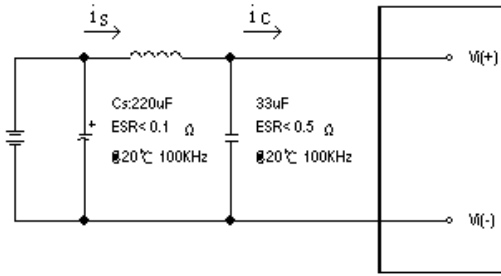 is
ic
Vi(+)
Cs:220uF
ESR< 0.1 Ω
@20℃ 100KHz
33uF
ESR< 0.5 Ω
@20℃ 100KHz
+
Vi(-)